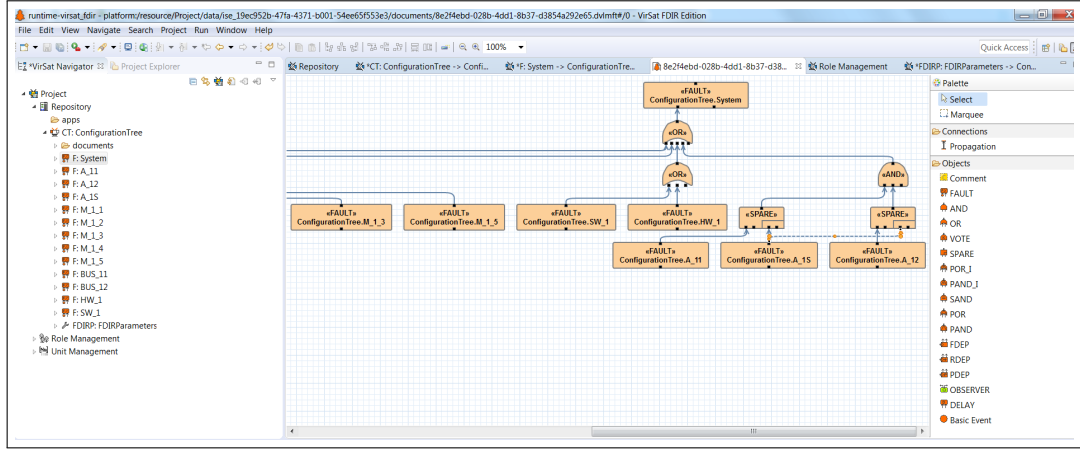 runtime-virsat_fdir - platform:/resource/Project/data/ise_19ec952b-47fa-4371-b001-54ee65f553e3/documents/8e2f4ebd-028b-4dd1-8b37-d3854a292e65.dvlmft#/0 - VirSat FDIR Edition
File Edit View Navigate Search Project Run Window Help
100%
Quick Access
*VirSat Navigator
Project Explorer
Repository
*CT: ConfigurationTree -> Confi...
*F: System -> ConfigurationTre...
8e2f4ebd-028b-4dd1-8b37-d38...
Role Management
*FDIRP: FDIRParameters -> Con...
Project
Repository
apps
CT: ConfigurationTree
documents
F: System
F: A_11
F: A_12
F: A_1S
F: M_1_1
F: M_1_2
F: M_1_3
F: M_1_4
F: M_1_5
F: BUS_11
F: BUS_12
F: HW_1
F: SW_1
FDIRP: FDIRParameters
Role Management
Unit Management
«FAULT»
ConfigurationTree.System
«OR»
«OR»
«AND»
«FAULT»
ConfigurationTree.M_1_3
«FAULT»
ConfigurationTree.M_1_5
«FAULT»
ConfigurationTree.SW_1
«FAULT»
ConfigurationTree.HW_1
«SPARE»
«SPARE»
«FAULT»
ConfigurationTree.A_11
«FAULT»
ConfigurationTree.A_1S
«FAULT»
ConfigurationTree.A_12
Palette
Select
Marquee
Connections
Propagation
Objects
Comment
FAULT
AND
OR
VOTE
SPARE
POR_I
PAND_I
SAND
POR
PAND
FDEP
RDEP
PDEP
OBSERVER
DELAY
Basic Event